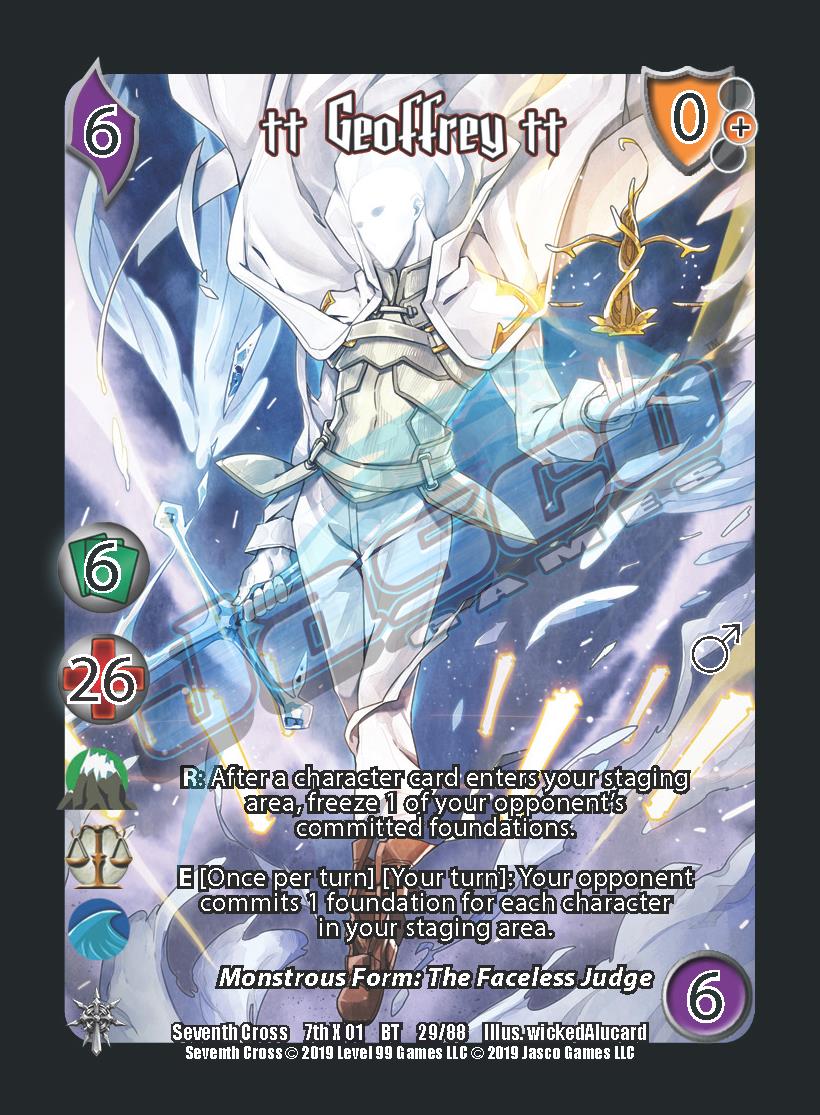 6
†† Geoffrey ††
0
+
JASCO
GAMES
6
26
R: After a character card enters your staging
area, freeze 1 of your opponent's
committed foundations.
E [Once per turn] [Your turn]: Your opponent
commits 1 foundation for each character
in your staging area.
Monstrous Form: The Faceless Judge
6
Seventh Cross 7th X 01 BT 29/88 Illus. wickedAlucard
Seventh Cross © 2019 Level 99 Games LLC © 2019 Jasco Games LLC